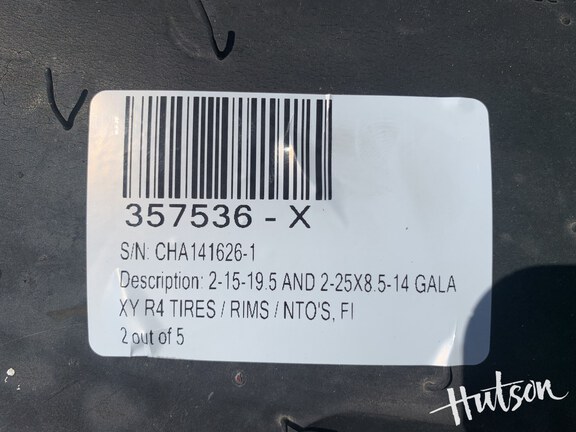 357536 - X
S/N: CHA141626-1
Description: 2-15-19.5 AND 2-25X8.5-14 GALA
XY R4 TIRES / RIMS / NTO'S, FI
2 out of 5
Hutson